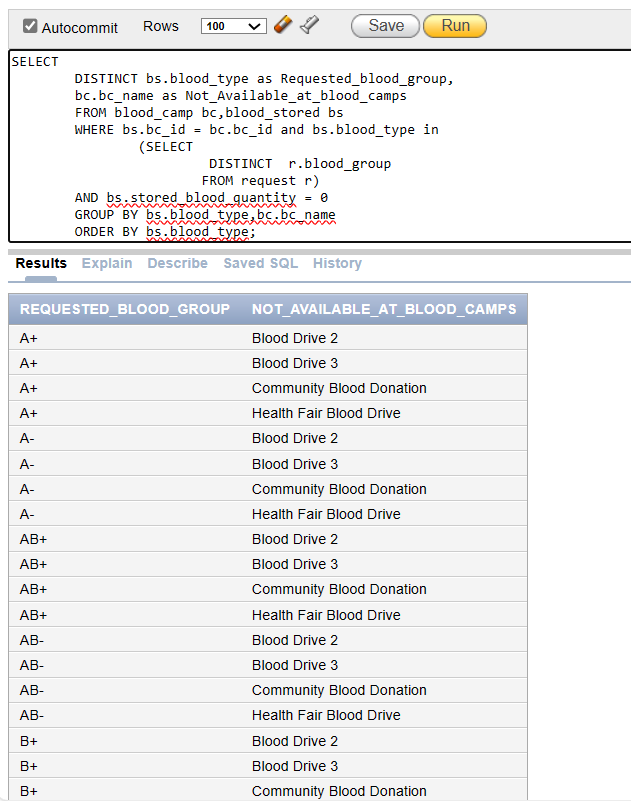 Autocommit Rows 100 Save Run
SELECT
DISTINCT bs.blood_type as Requested_blood_group,
bc.bc_name as Not_Available_at_blood_camps
FROM blood_camp bc,blood_stored bs
WHERE bs.bc_id = bc.bc_id and bs.blood_type in
(SELECT
DISTINCT r.blood_group
FROM request r)
AND bs.stored_blood_quantity = 0
GROUP BY bs.blood_type,bc.bc_name
ORDER BY bs.blood_type;
Results Explain Describe Saved SQL History
REQUESTED_BLOOD_GROUP NOT_AVAILABLE_AT_BLOOD_CAMPS
A+ Blood Drive 2
A+ Blood Drive 3
A+ Community Blood Donation
A+ Health Fair Blood Drive
A- Blood Drive 2
A- Blood Drive 3
A- Community Blood Donation
A- Health Fair Blood Drive
AB+ Blood Drive 2
AB+ Blood Drive 3
AB+ Community Blood Donation
AB+ Health Fair Blood Drive
AB- Blood Drive 2
AB- Blood Drive 3
AB- Community Blood Donation
AB- Health Fair Blood Drive
B+ Blood Drive 2
B+ Blood Drive 3
B+ Community Blood Donation